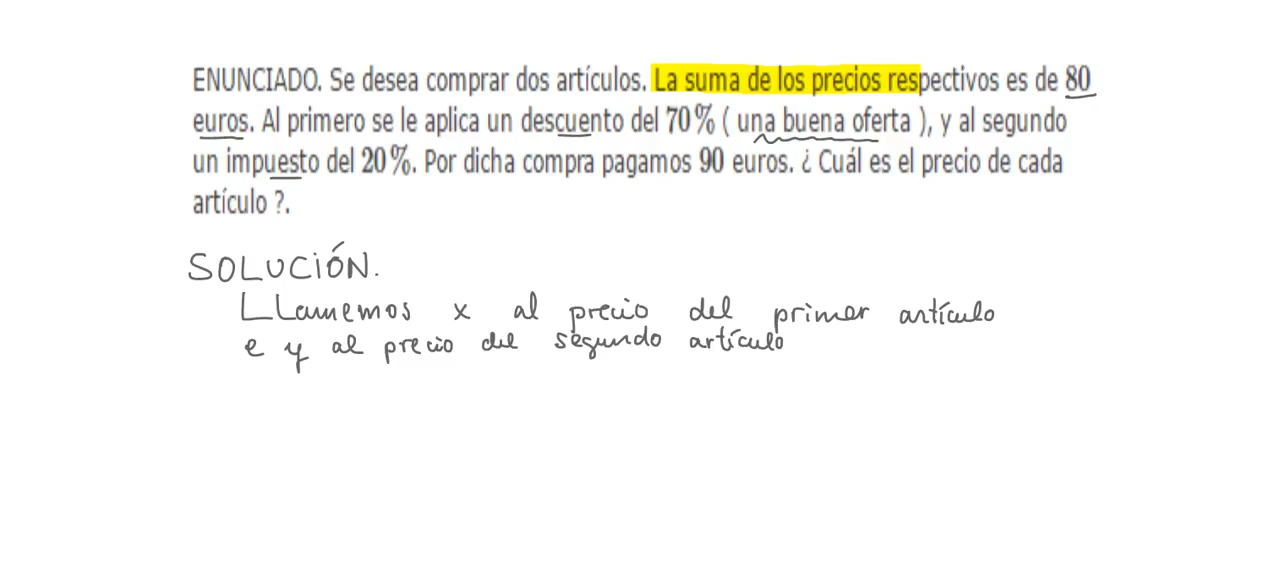 ENUNCIADO. Se desea comprar dos artículos. La suma de los precios respectivos es de 80
euros. Al primero se le aplica un descuento del 70% ( una buena oferta ), y al segundo
un impuesto del 20%. Por dicha compra pagamos 90 euros. ¿ Cuál es el precio de cada
artículo ?.
SOLUCIÓN.
LLamemos x al precio del primer artículo
e y al precio del segundo artículo